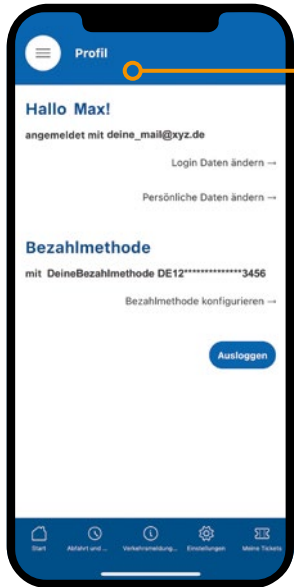 Profil
Hallo Max!
angemeldet mit deine_mail@xyz.de
Login Daten ändern →
Persönliche Daten ändern →
Bezahlmethode
mit DeineBezahlmethode DE12**************3456
Bezahlmethode konfigurieren →
Ausloggen
Start Abfahrt und ... Verkehrsmeldung... Einstellungen Meine Tickets